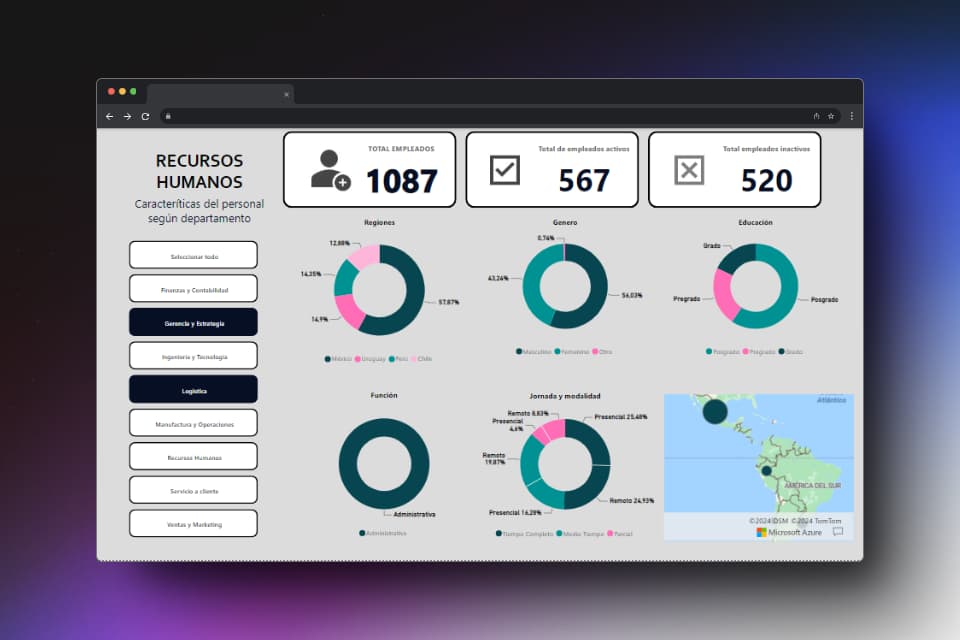 RECURSOS
HUMANOS
Caracteríticas del personal
según departamento
Seleccionar todo
Finanzas y Contabilidad
Gerencia y Estrategia
Ingeniería y Tecnología
Logística
Manufactura y Operaciones
Recursos Humanos
Servicio a cliente
Ventas y Marketing
TOTAL EMPLEADOS
1087
Total de empleados activos
567
Total empleados inactivos
520
Regiones
12,88%
14,35%
14,9%
57,87%
México Uruguay Perú Chile
Genero
0,74%
43,24%
56,03%
Masculino Femenino Otro
Educación
Grado
Pregrado
Posgrado
Posgrado Pregrado Grado
Función
Administrativa
Administrativa
Jornada y modalidad
Remoto 8,83%
Presencial
4,6%
Remoto
19,87%
Presencial 16,28%
Presencial 25,48%
Remoto 24,93%
Tiempo Completo Medio Tiempo Parcial
Atlántico
AMÉRICA DEL SUR
©2024 OSM ©2024 TomTom
Microsoft Azure